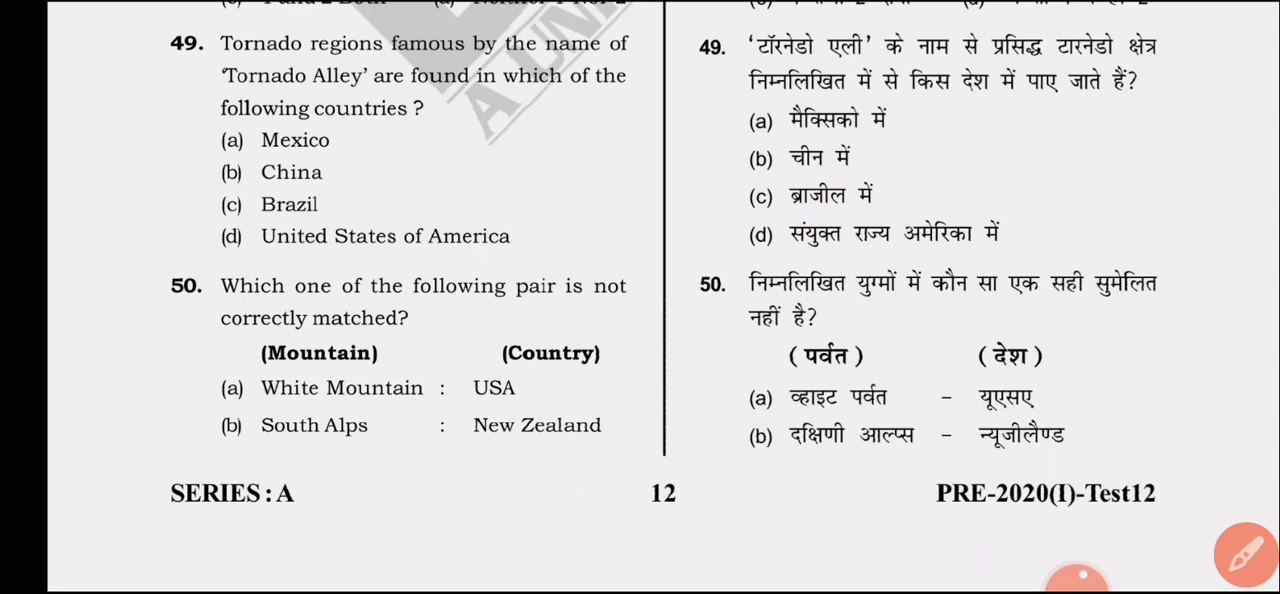 49. Tornado regions famous by the name of
'Tornado Alley' are found in which of the
following countries ?
(a) Mexico
(b) China
(c) Brazil
(d) United States of America
50. Which one of the following pair is not
correctly matched?
(Mountain) (Country)
(a) White Mountain : USA
(b) South Alps : New Zealand
49. 'टॉरनेडो एली' के नाम से प्रसिद्ध टारनेडो क्षेत्र
निम्नलिखित में से किस देश में पाए जाते हैं?
(a) मैक्सिको में
(b) चीन में
(c) ब्राजील में
(d) संयुक्त राज्य अमेरिका में
50. निम्नलिखित युग्मों में कौन सा एक सही सुमेलित
नहीं है?
(पर्वत) (देश)
(a) व्हाइट पर्वत - यूएसए
(b) दक्षिणी आल्प्स - न्यूजीलैण्ड
SERIES : A 12 PRE-2020(I)-Test12